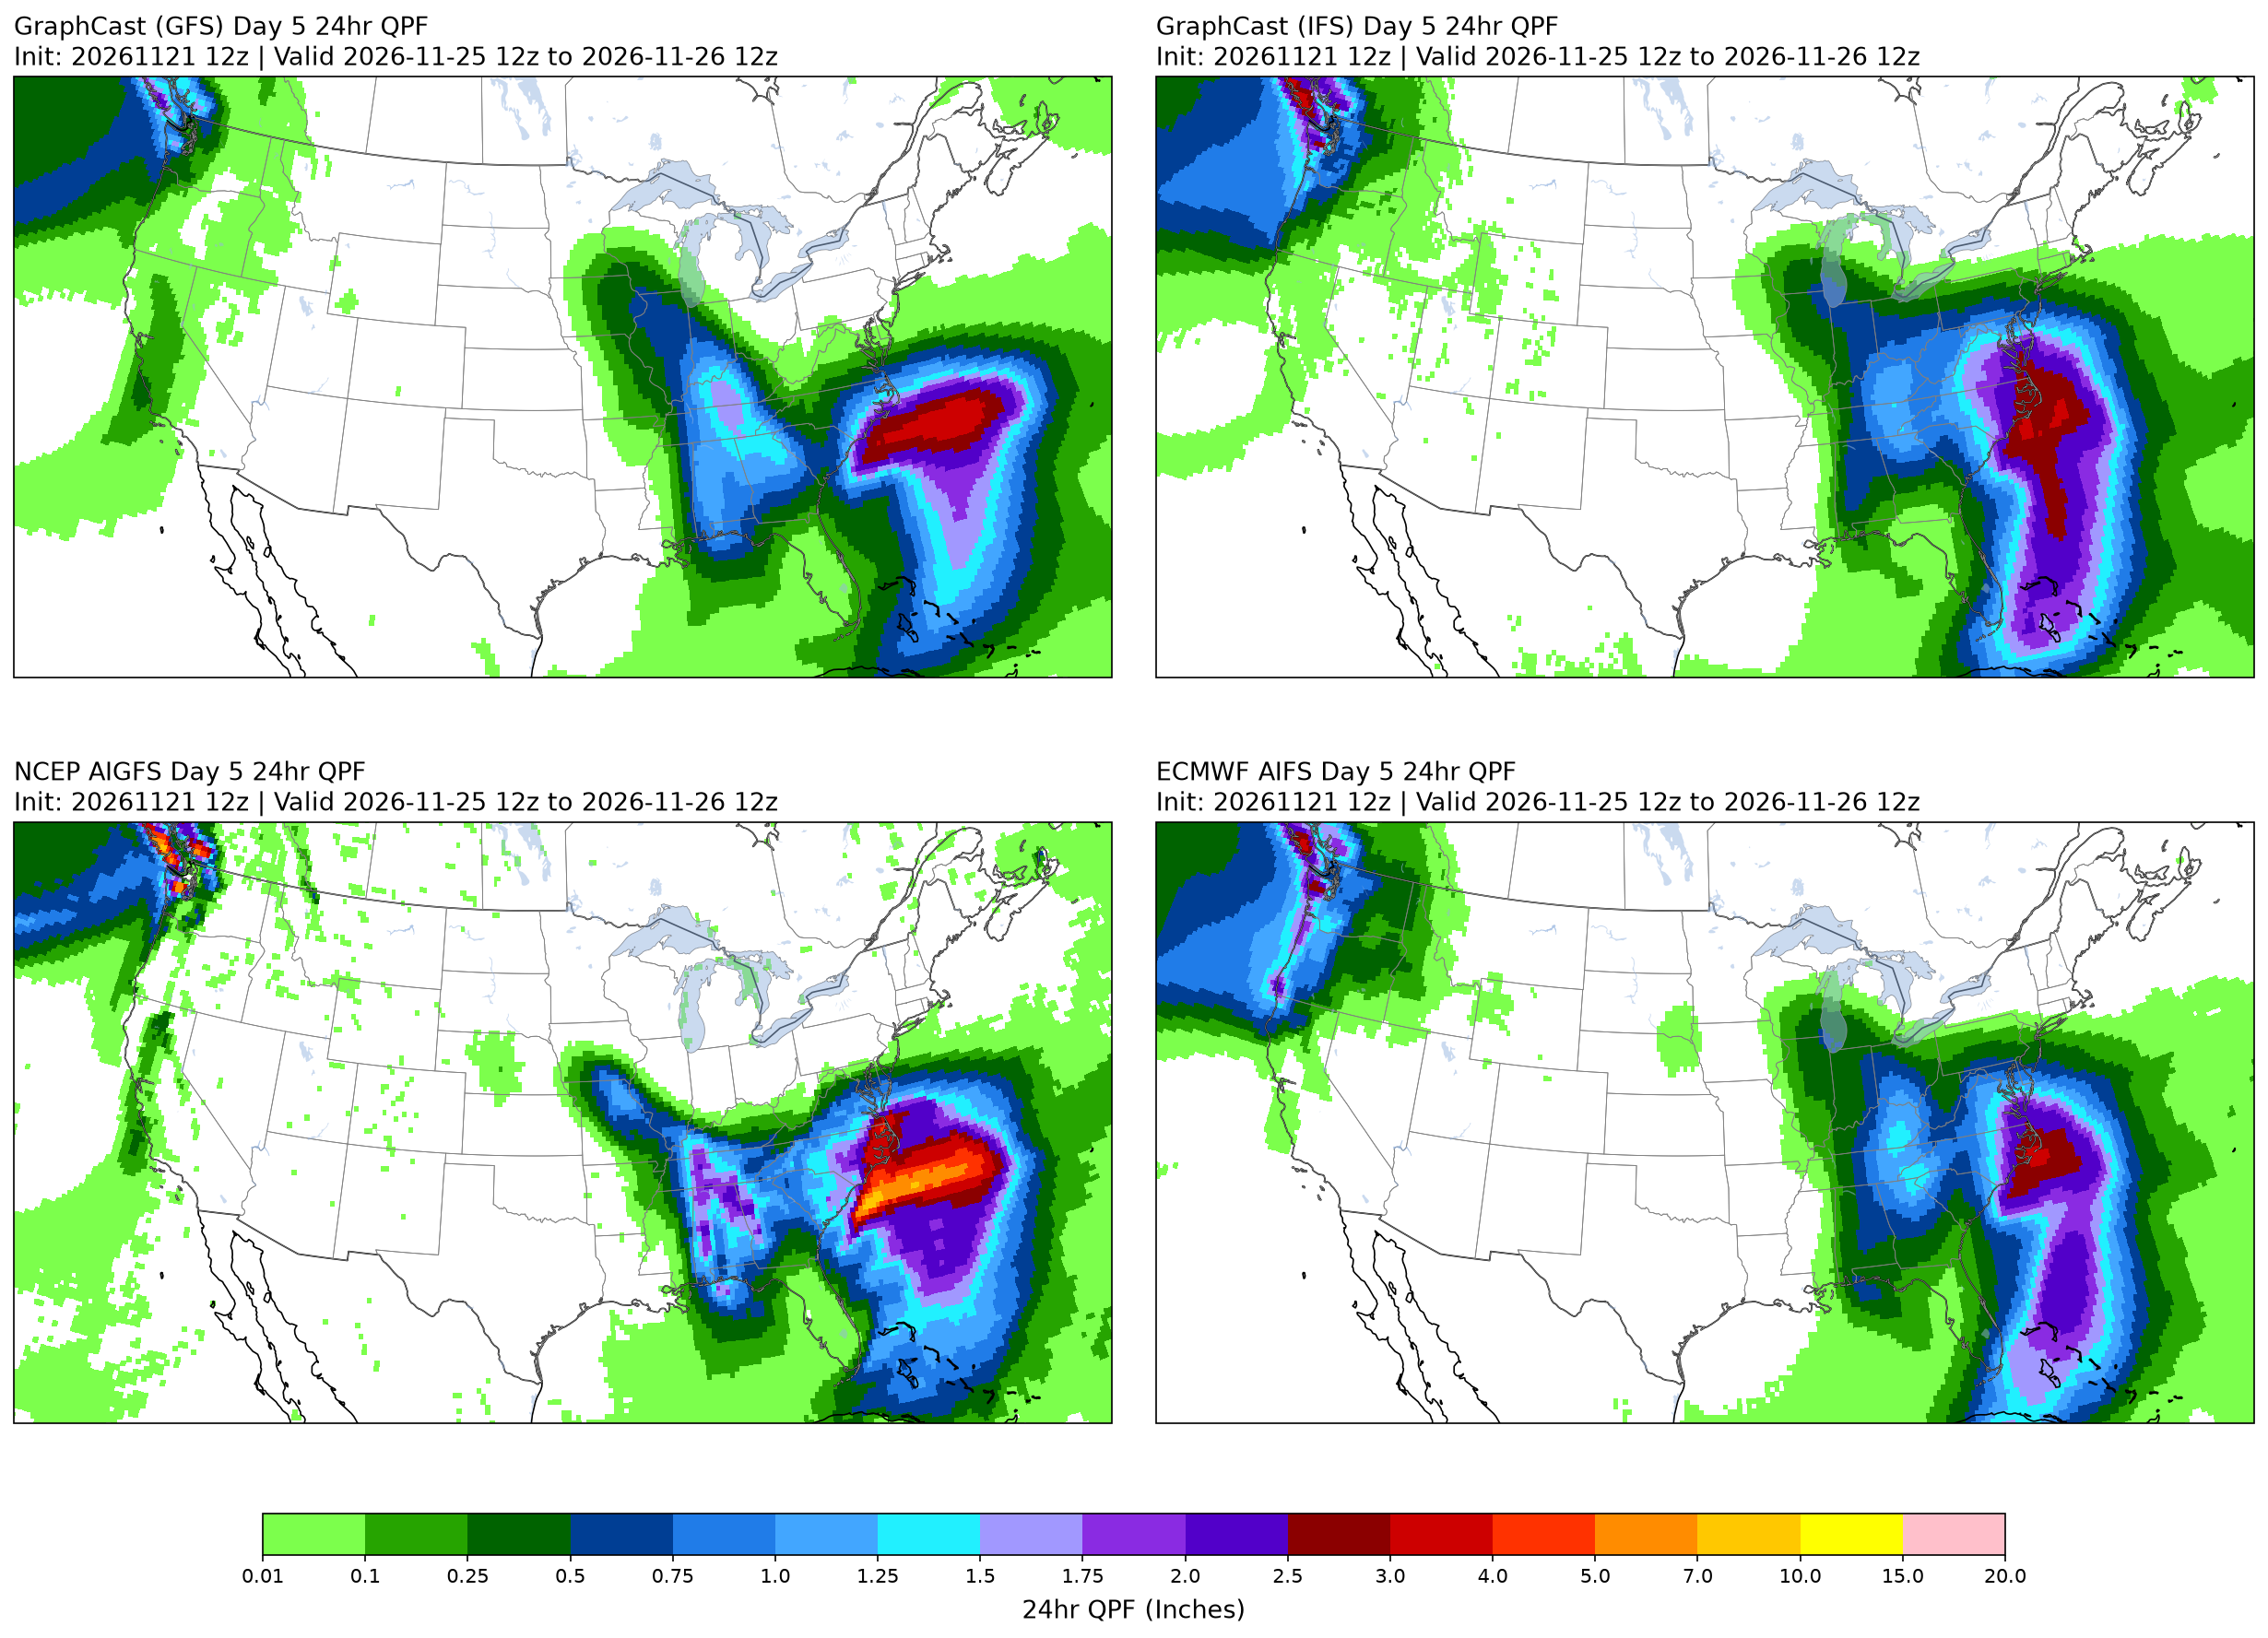 GraphCast (GFS) Day 5 24hr QPF
Init: 20261121 12z | Valid 2026-11-25 12z to 2026-11-26 12z
GraphCast (IFS) Day 5 24hr QPF
Init: 20261121 12z | Valid 2026-11-25 12z to 2026-11-26 12z
NCEP AIGFS Day 5 24hr QPF
Init: 20261121 12z | Valid 2026-11-25 12z to 2026-11-26 12z
ECMWF AIFS Day 5 24hr QPF
Init: 20261121 12z | Valid 2026-11-25 12z to 2026-11-26 12z
0.01 0.1 0.25 0.5 0.75 1.0 1.25 1.5 1.75 2.0 2.5 3.0 4.0 5.0 7.0 10.0 15.0 20.0
24hr QPF (Inches)